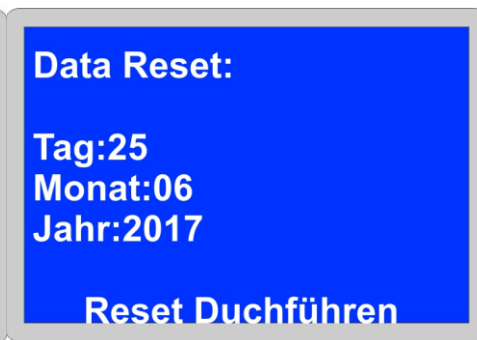 Data Reset:
Tag:25
Monat:06
Jahr:2017
Reset Duchführen